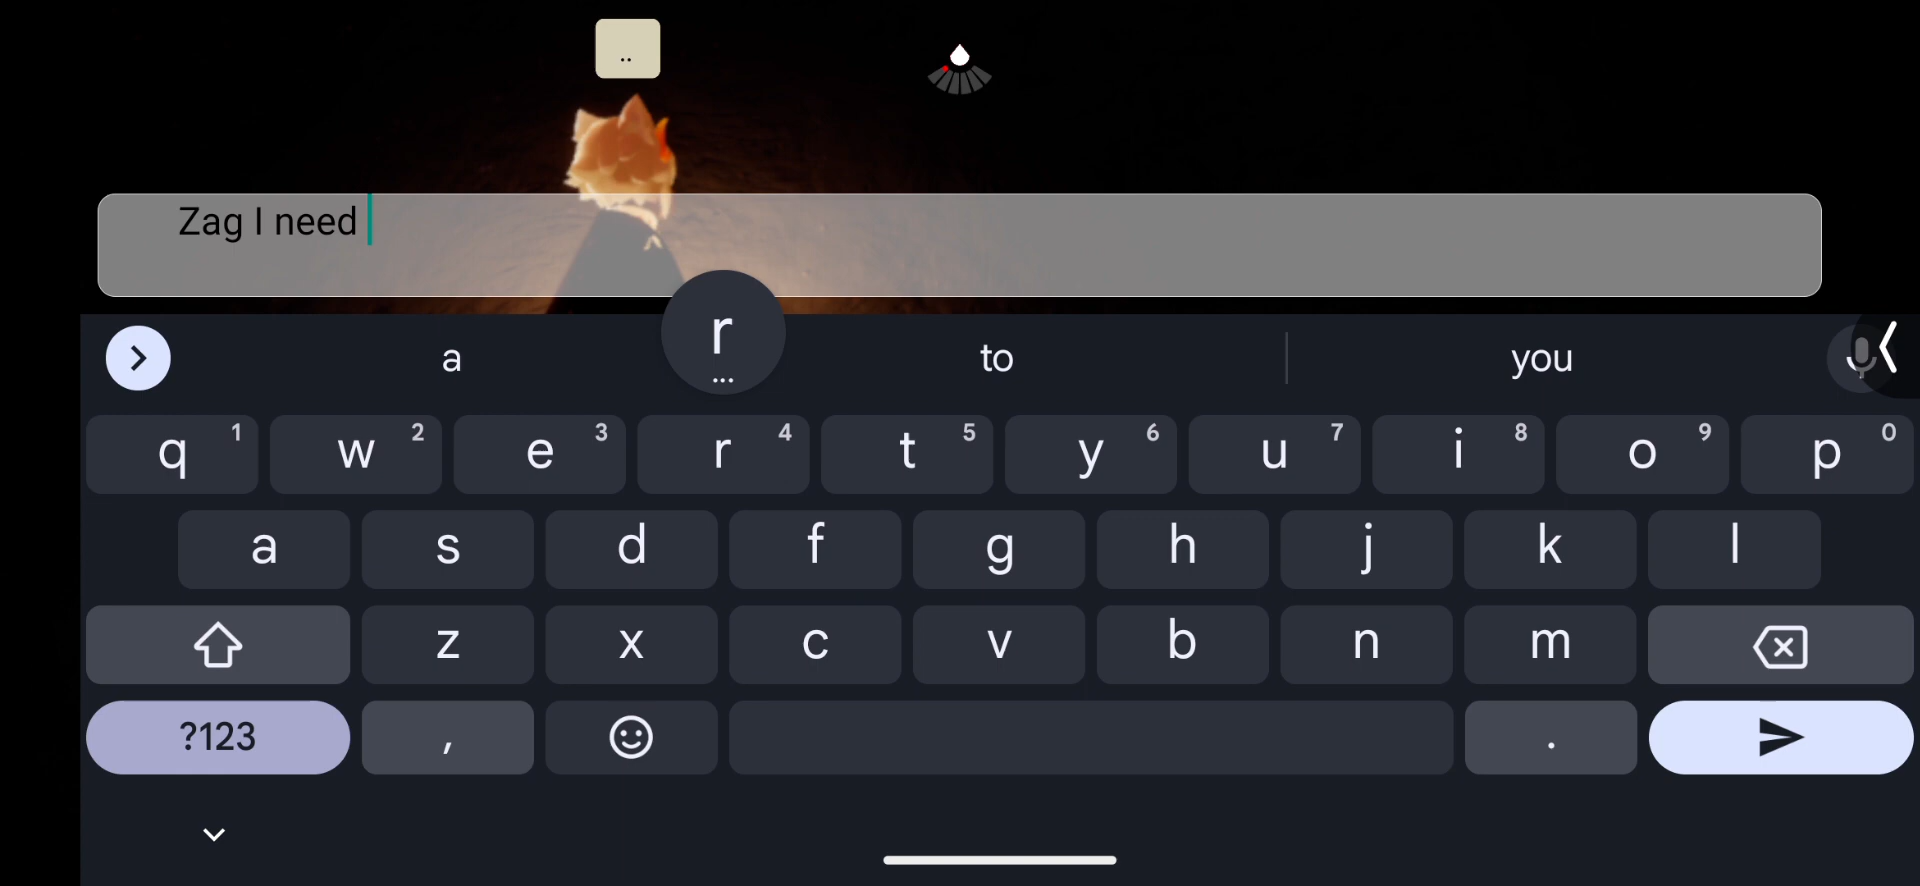 ..
Zag I need
r
...
a
to
you
q 1 w 2 e 3 r 4 t 5 y 6 u 7 i 8 o 9 p 0
a s d f g h j k l
z x c v b n m
?123 , .